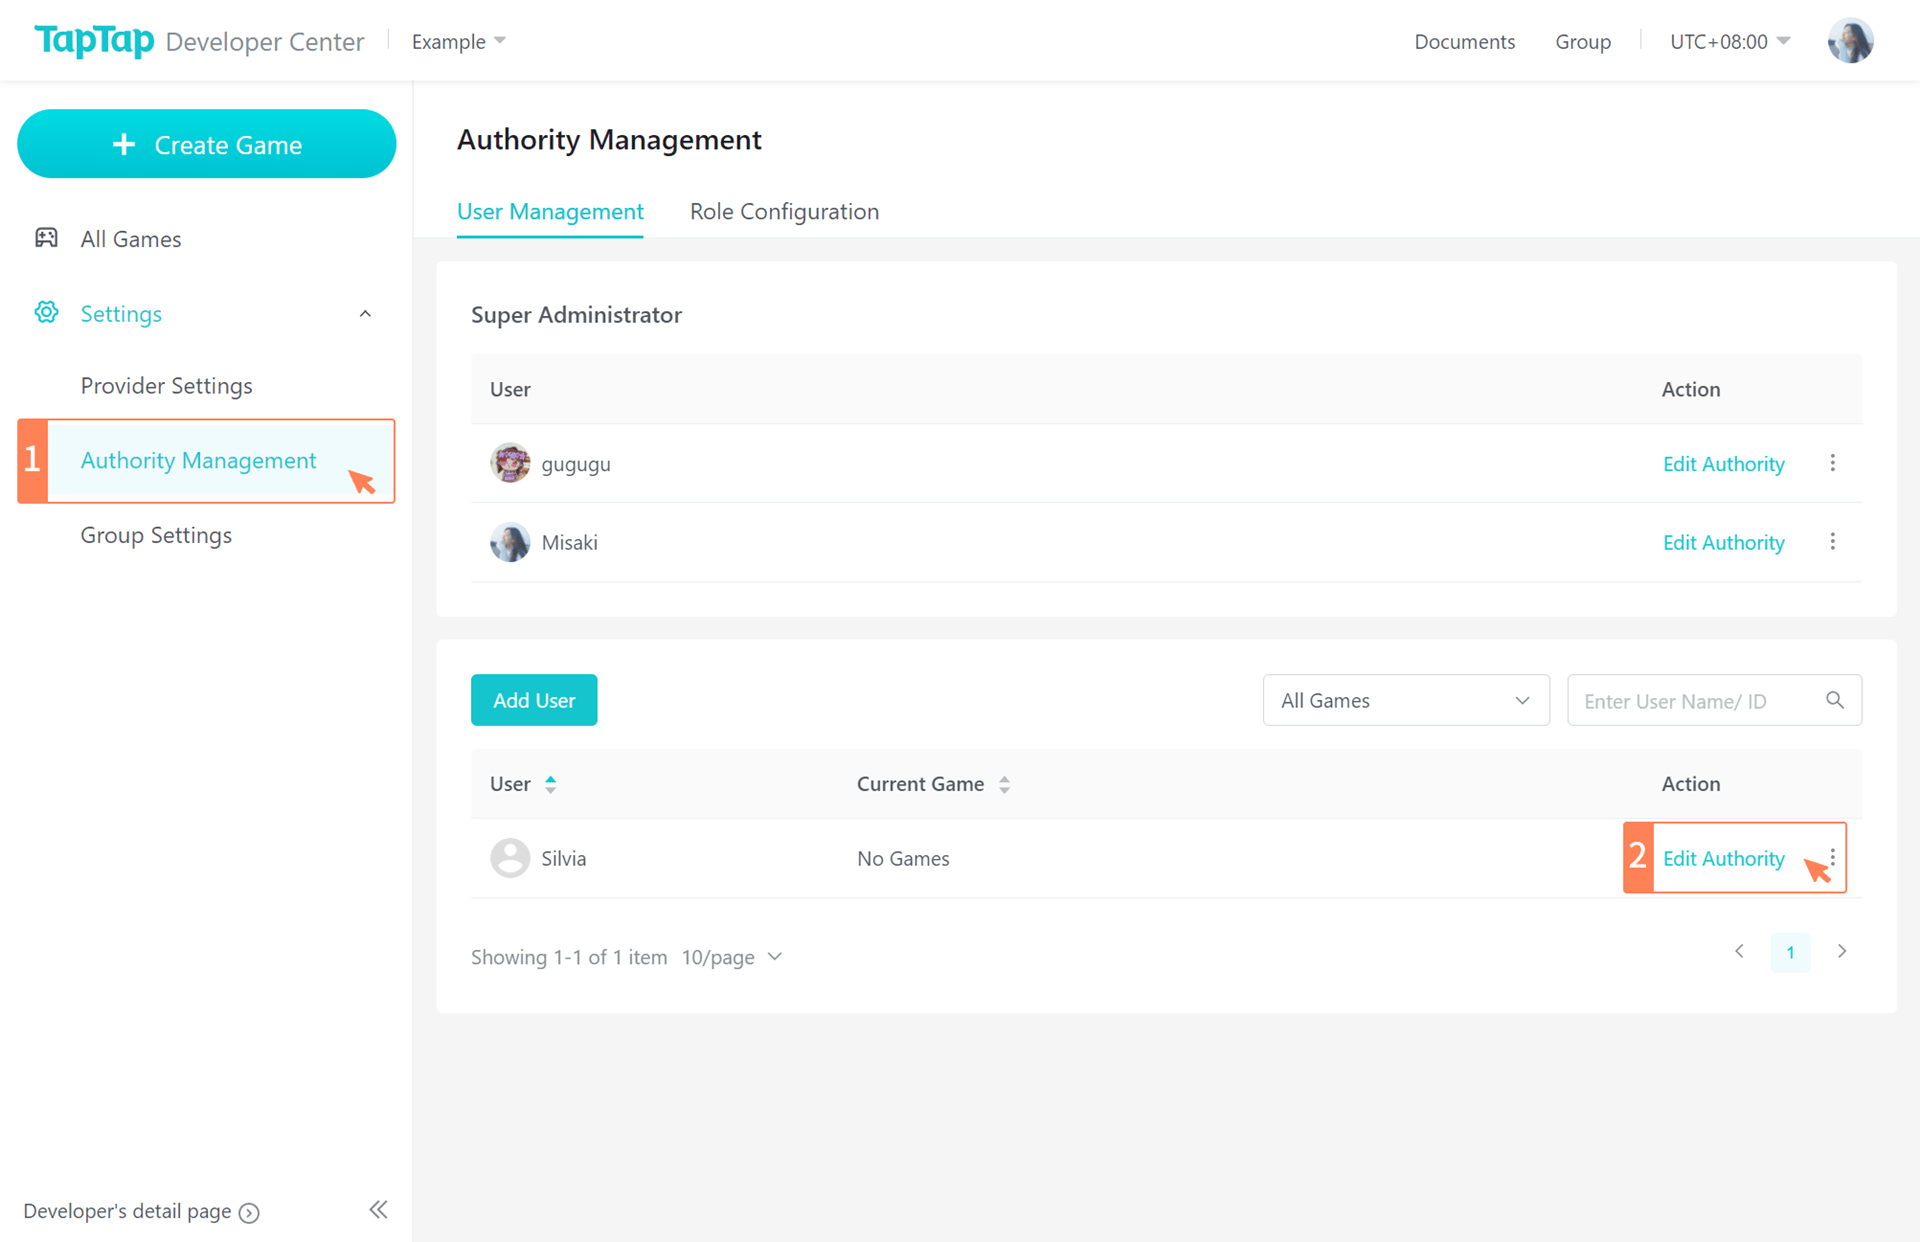 TapTap Developer Center Example Documents Group UTC+08:00
Create Game
All Games
Settings
Provider Settings
1 Authority Management
Group Settings
Developer's detail page
Authority Management
User Management Role Configuration
Super Administrator
User Action
gugugu Edit Authority
Misaki Edit Authority
Add User All Games Enter User Name/ ID
User Current Game Action
Silvia No Games 2 Edit Authority
Showing 1-1 of 1 item 10/page 1